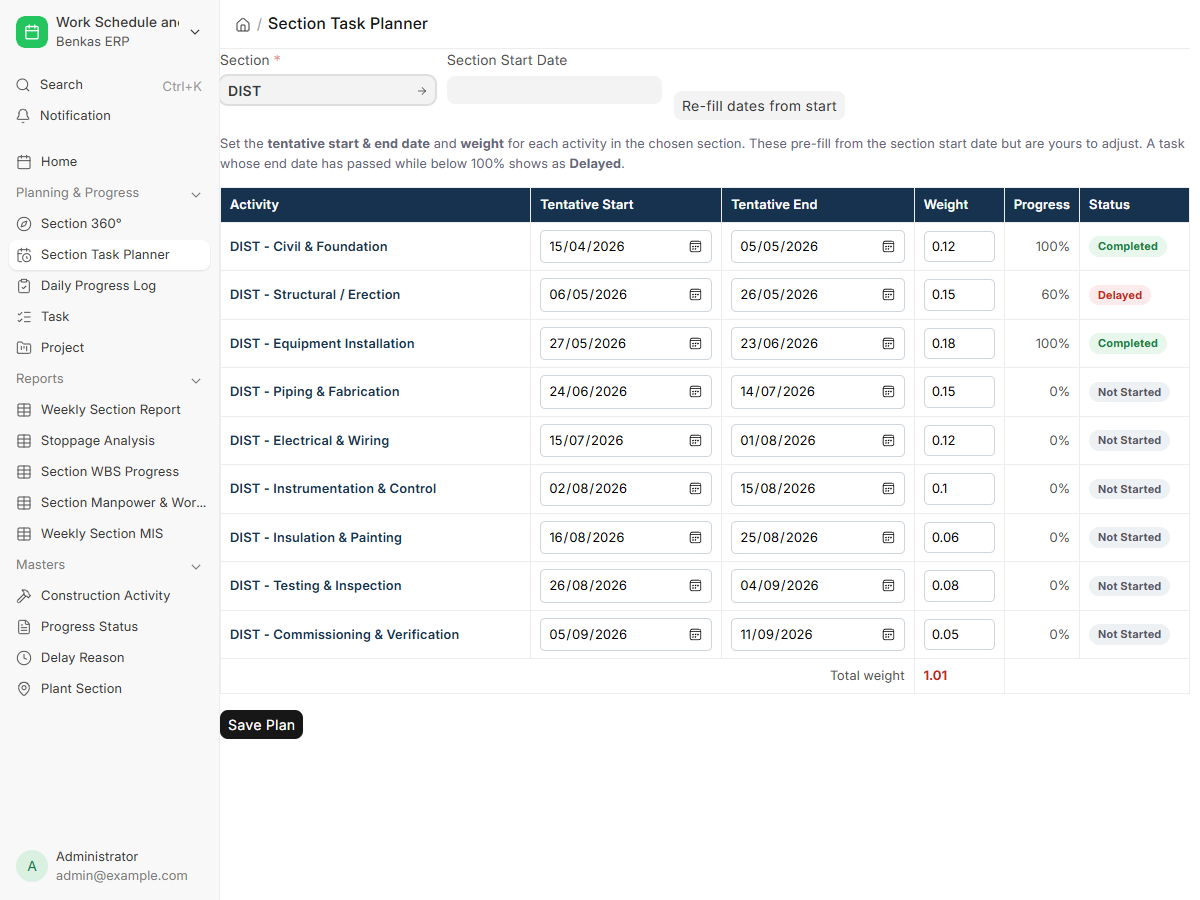 Work Schedule an
Benkas ERP
Search Ctrl+K
Notification
Home
Planning & Progress
Section 360°
Section Task Planner
Daily Progress Log
Task
Project
Reports
Weekly Section Report
Stoppage Analysis
Section WBS Progress
Section Manpower & Wor...
Weekly Section MIS
Masters
Construction Activity
Progress Status
Delay Reason
Plant Section
Administrator
A
admin@example.com
/ Section Task Planner
Section * Section Start Date
DIST
Re-fill dates from start
Set the tentative start & end date and weight for each activity in the chosen section. These pre-fill from the section start date but are yours to adjust. A task
whose end date has passed while below 100% shows as Delayed.
Activity Tentative Start Tentative End Weight Progress Status
DIST - Civil & Foundation 15/04/2026 05/05/2026 0.12 100% Completed
DIST - Structural / Erection 06/05/2026 26/05/2026 0.15 60% Delayed
DIST - Equipment Installation 27/05/2026 23/06/2026 0.18 100% Completed
DIST - Piping & Fabrication 24/06/2026 14/07/2026 0.15 0% Not Started
DIST - Electrical & Wiring 15/07/2026 01/08/2026 0.12 0% Not Started
DIST - Instrumentation & Control 02/08/2026 15/08/2026 0.1 0% Not Started
DIST - Insulation & Painting 16/08/2026 25/08/2026 0.06 0% Not Started
DIST - Testing & Inspection 26/08/2026 04/09/2026 0.08 0% Not Started
DIST - Commissioning & Verification 05/09/2026 11/09/2026 0.05 0% Not Started
Total weight 1.01
Save Plan